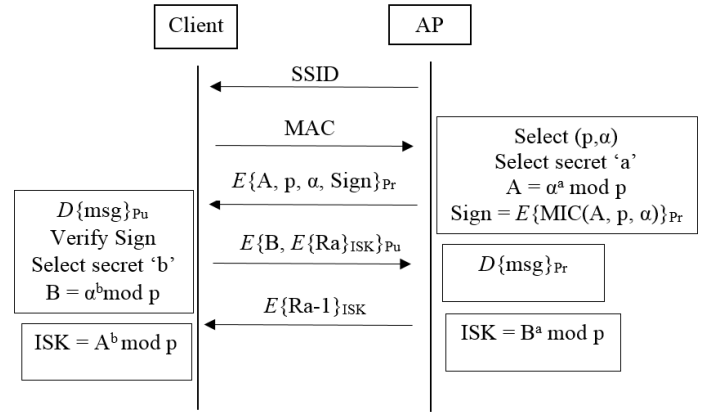 Client
AP
SSID
MAC
Select (p,α)
Select secret ‘a’
A = αᵃ mod p
Sign = E{MIC(A, p, α)}Pr
E{A, p, α, Sign}Pr
D{msg}Pu
Verify Sign
Select secret ‘b’
B = αᵇmod p
E{B, E{Ra}ISK}Pu
D{msg}Pr
E{Ra-1}ISK
ISK = Aᵇ mod p
ISK = Bᵃ mod p